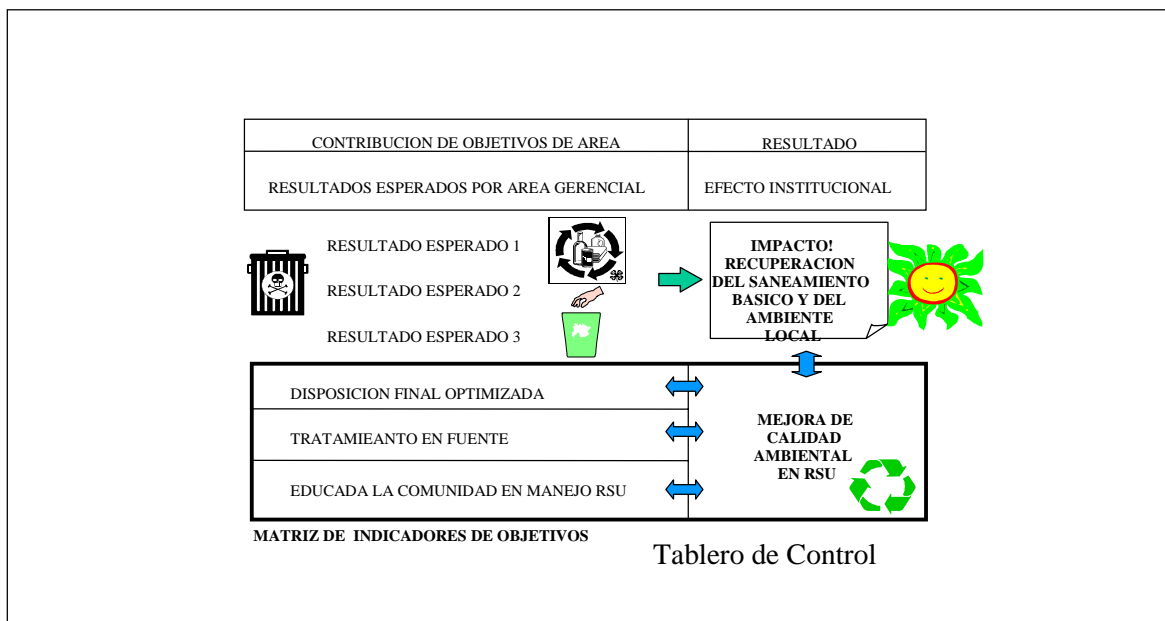 CONTRIBUCION DE OBJETIVOS DE AREA
RESULTADO
RESULTADOS ESPERADOS POR AREA GERENCIAL
EFECTO INSTITUCIONAL
RESULTADO ESPERADO 1
RESULTADO ESPERADO 2
RESULTADO ESPERADO 3
IMPACTO!
RECUPERACION
DEL SANEAMIENTO
BASICO Y DEL
AMBIENTE
LOCAL
DISPOSICION FINAL OPTIMIZADA
TRATAMIEANTO EN FUENTE
EDUCADA LA COMUNIDAD EN MANEJO RSU
MEJORA DE
CALIDAD
AMBIENTAL
EN RSU
MATRIZ DE INDICADORES DE OBJETIVOS
Tablero de Control